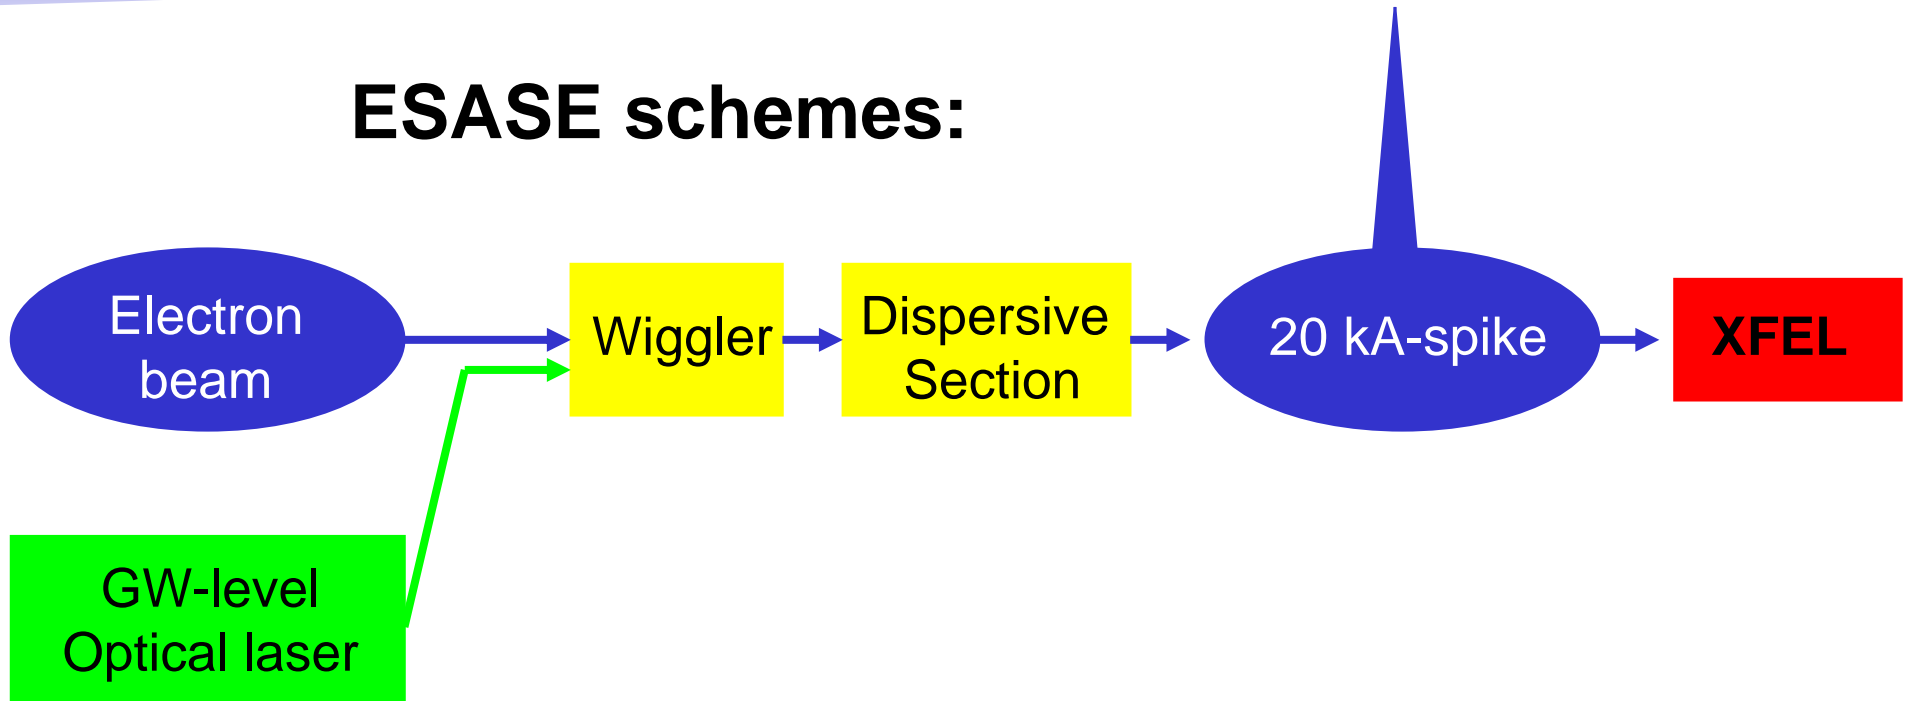 ESASE schemes:
Electron
beam
Wiggler
Dispersive
Section
20 kA-spike
XFEL
GW-level
Optical laser